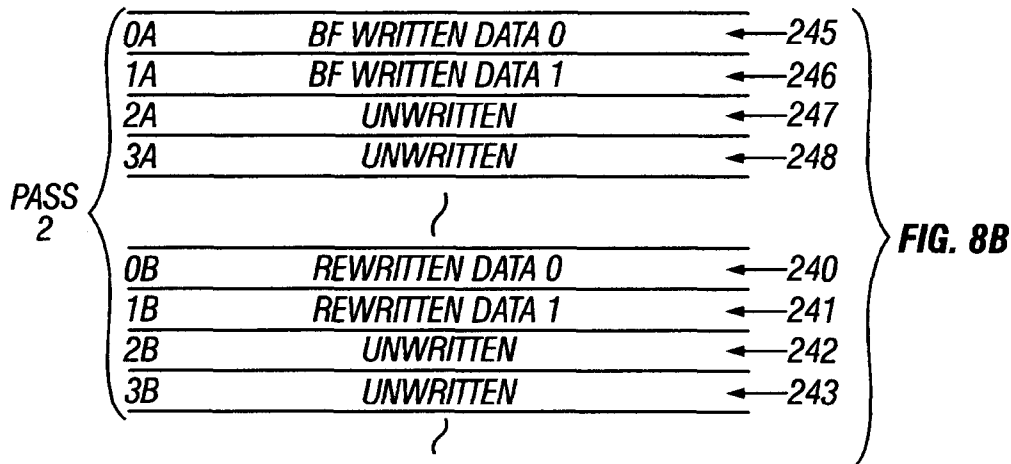 0A BF WRITTEN DATA 0 245
1A BF WRITTEN DATA 1 246
2A UNWRITTEN 247
3A UNWRITTEN 248
PASS
2
FIG. 8B
0B REWRITTEN DATA 0 240
1B REWRITTEN DATA 1 241
2B UNWRITTEN 242
3B UNWRITTEN 243